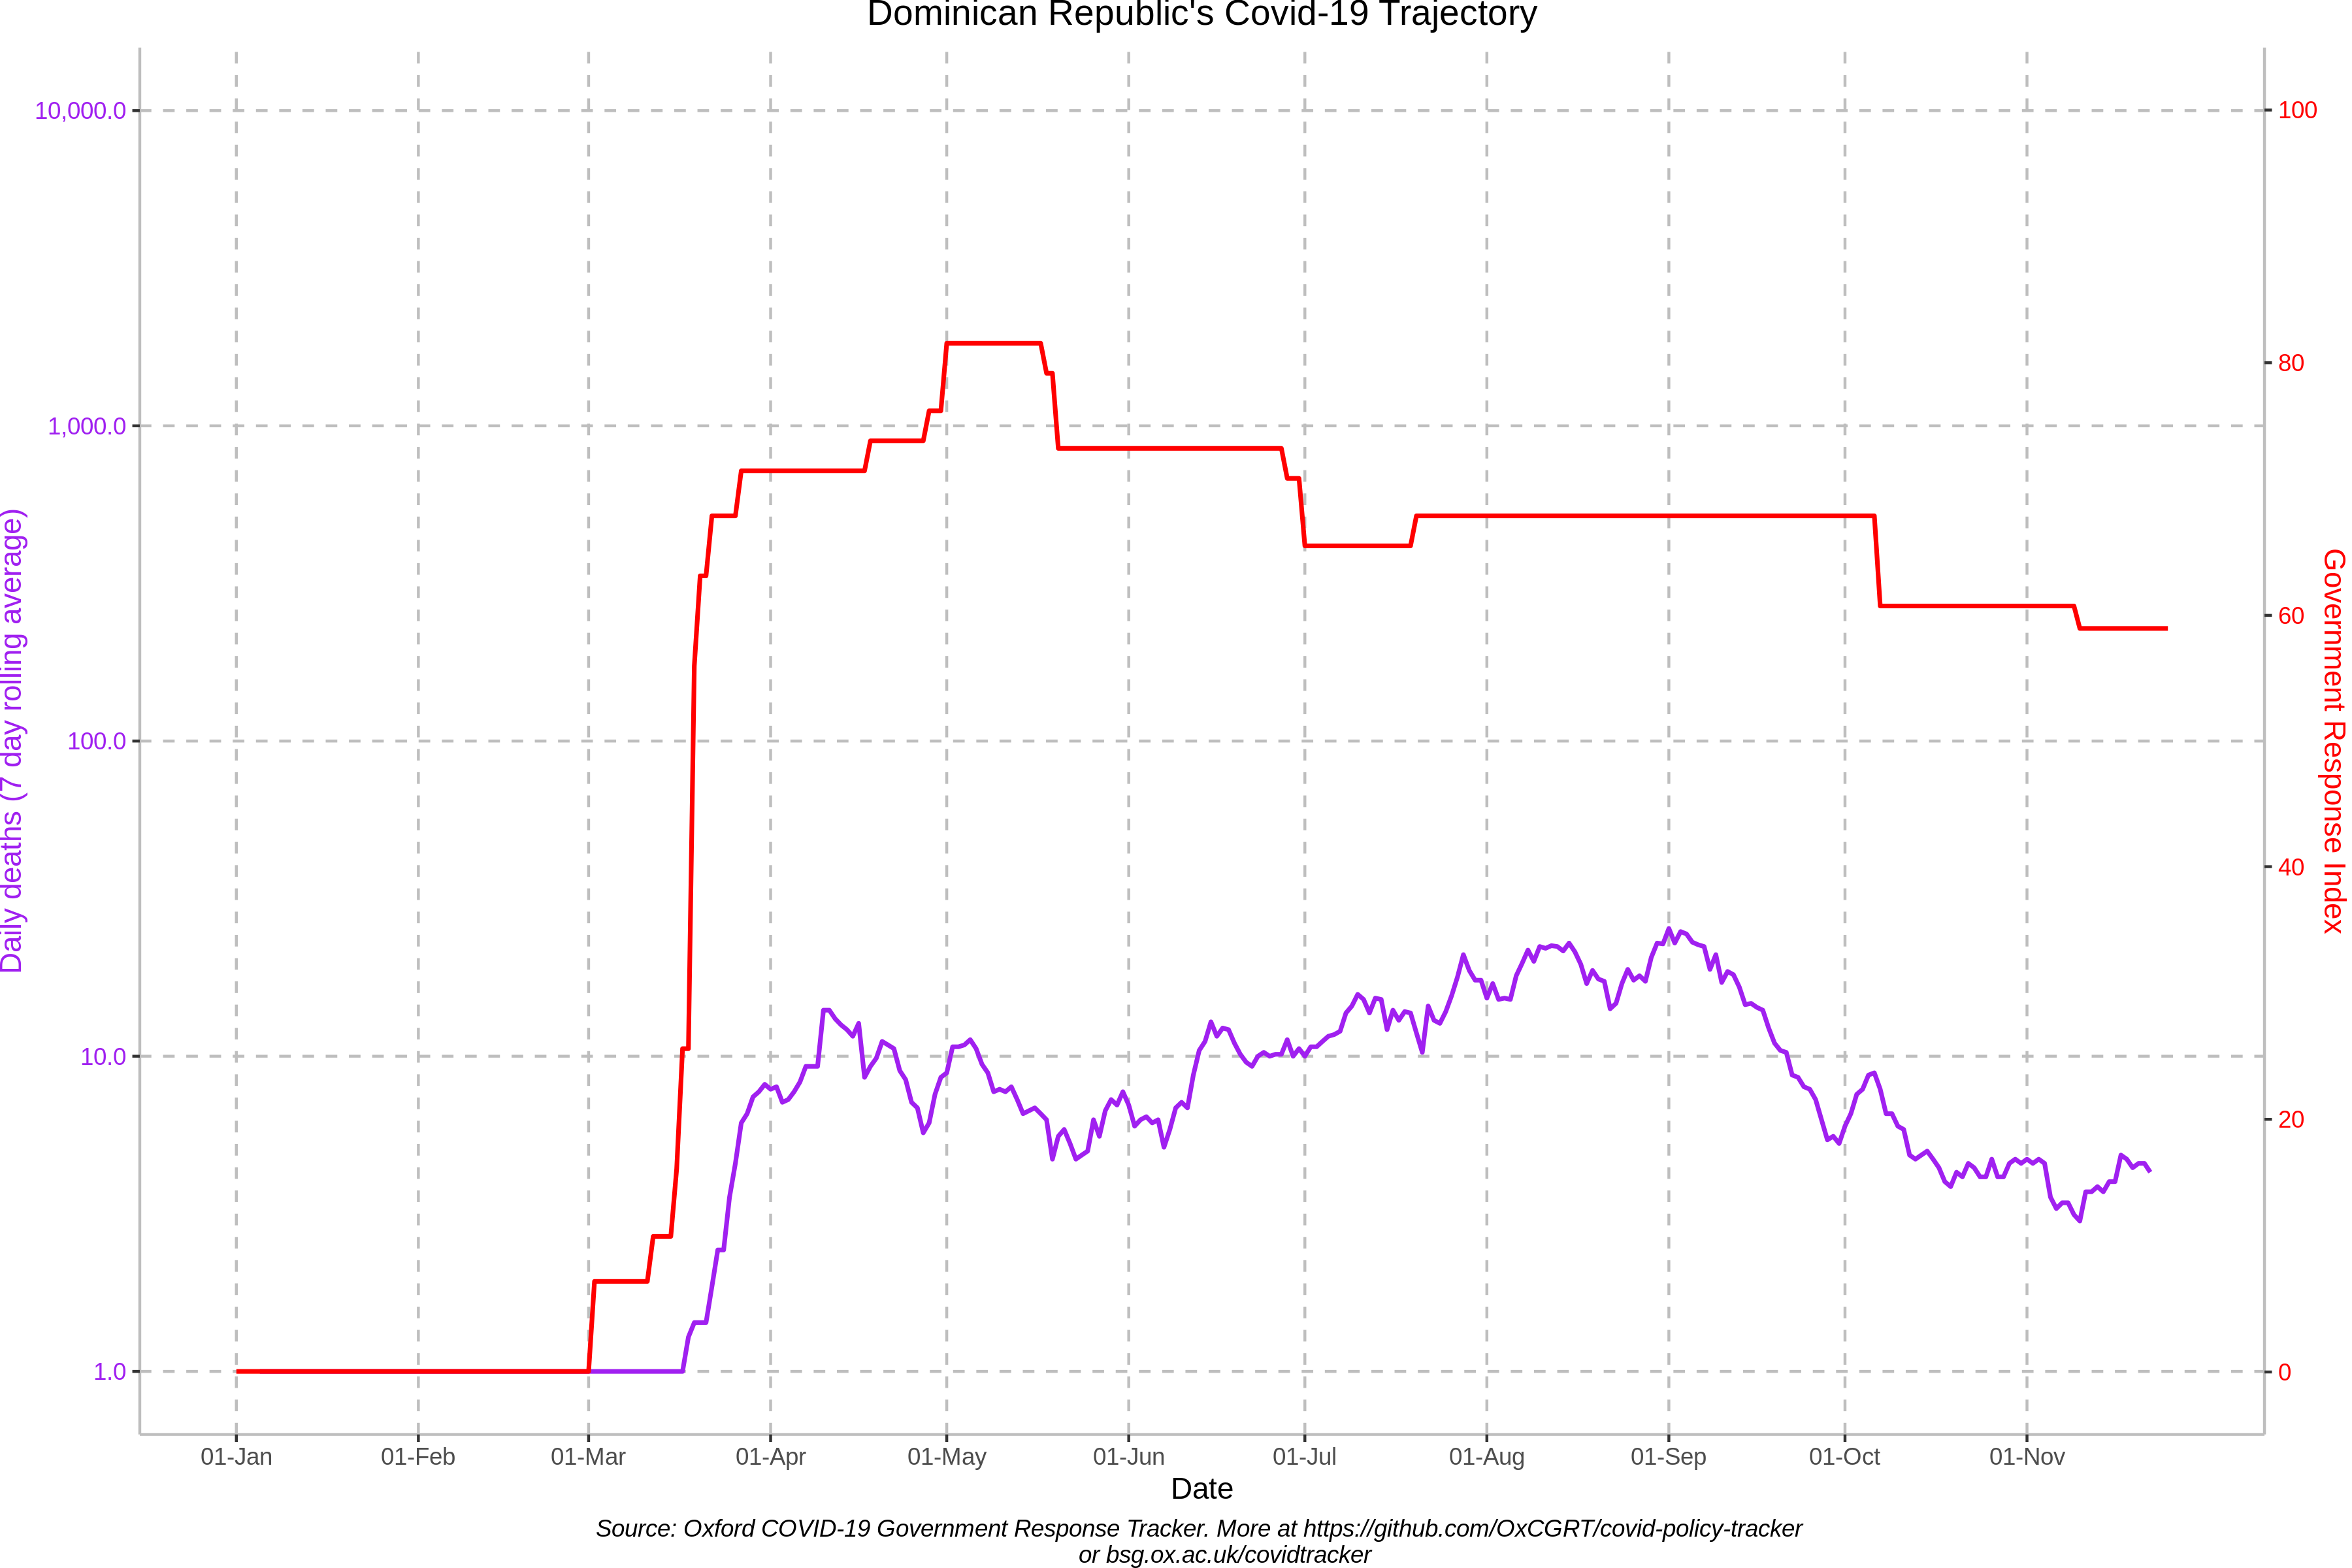 Dominican Republic's Covid-19 Trajectory
10,000.0
1,000.0
100.0
10.0
1.0
Daily deaths (7 day rolling average)
100
80
60
40
20
0
Government Response Index
01-Jan
01-Feb
01-Mar
01-Apr
01-May
01-Jun
01-Jul
01-Aug
01-Sep
01-Oct
01-Nov
Date
Source: Oxford COVID-19 Government Response Tracker. More at https://github.com/OxCGRT/covid-policy-tracker
or bsg.ox.ac.uk/covidtracker